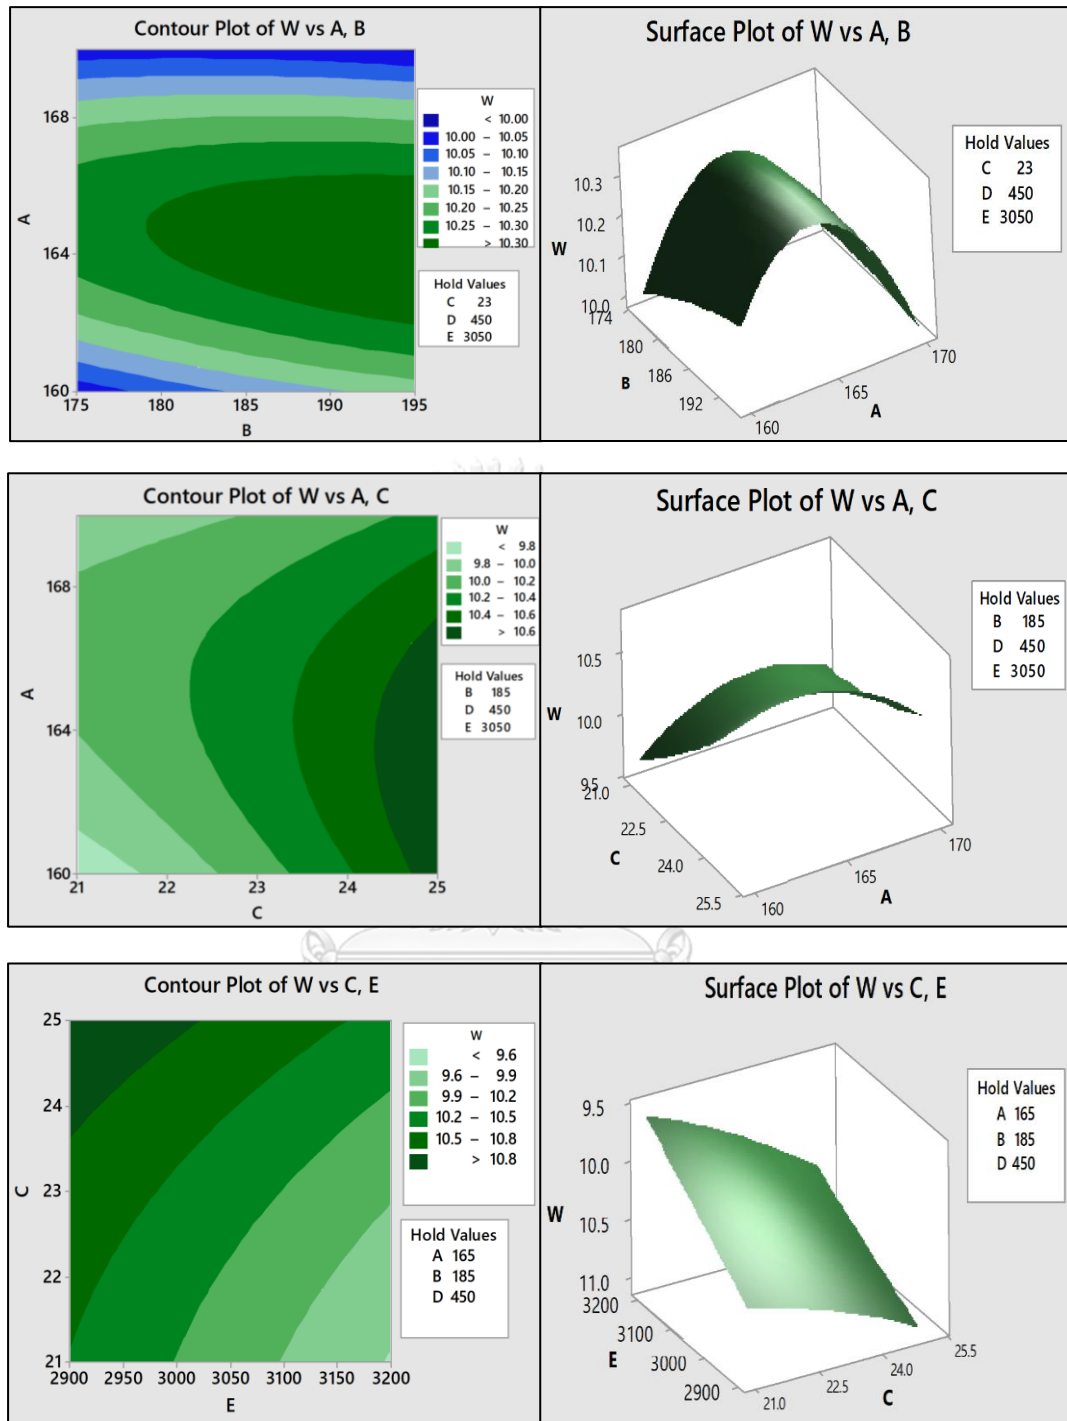 Contour Plot of W vs A, B
A
168
164
160
175 180 185 190 195
B
W
< 10.00
10.00 – 10.05
10.05 – 10.10
10.10 – 10.15
10.15 – 10.20
10.20 – 10.25
10.25 – 10.30
> 10.30
Hold Values
C 23
D 450
E 3050
Surface Plot of W vs A, B
10.3
10.2
W
10.1
10.0
174
180
B
186
192
160
165
A
170
Hold Values
C 23
D 450
E 3050
Contour Plot of W vs A, C
A
168
164
160
21 22 23 24 25
C
W
< 9.8
9.8 – 10.0
10.0 – 10.2
10.2 – 10.4
10.4 – 10.6
> 10.6
Hold Values
B 185
D 450
E 3050
Surface Plot of W vs A, C
10.5
W
10.0
9.5
21.0
22.5
C
24.0
25.5
160
165
A
170
Hold Values
B 185
D 450
E 3050
Contour Plot of W vs C, E
25
24
C
23
22
21
2900 2950 3000 3050 3100 3150 3200
E
W
< 9.6
9.6 – 9.9
9.9 – 10.2
10.2 – 10.5
10.5 – 10.8
> 10.8
Hold Values
A 165
B 185
D 450
Surface Plot of W vs C, E
9.5
10.0
W
10.5
11.0
3200
3100
E
3000
2900
21.0
22.5
C
24.0
25.5
Hold Values
A 165
B 185
D 450